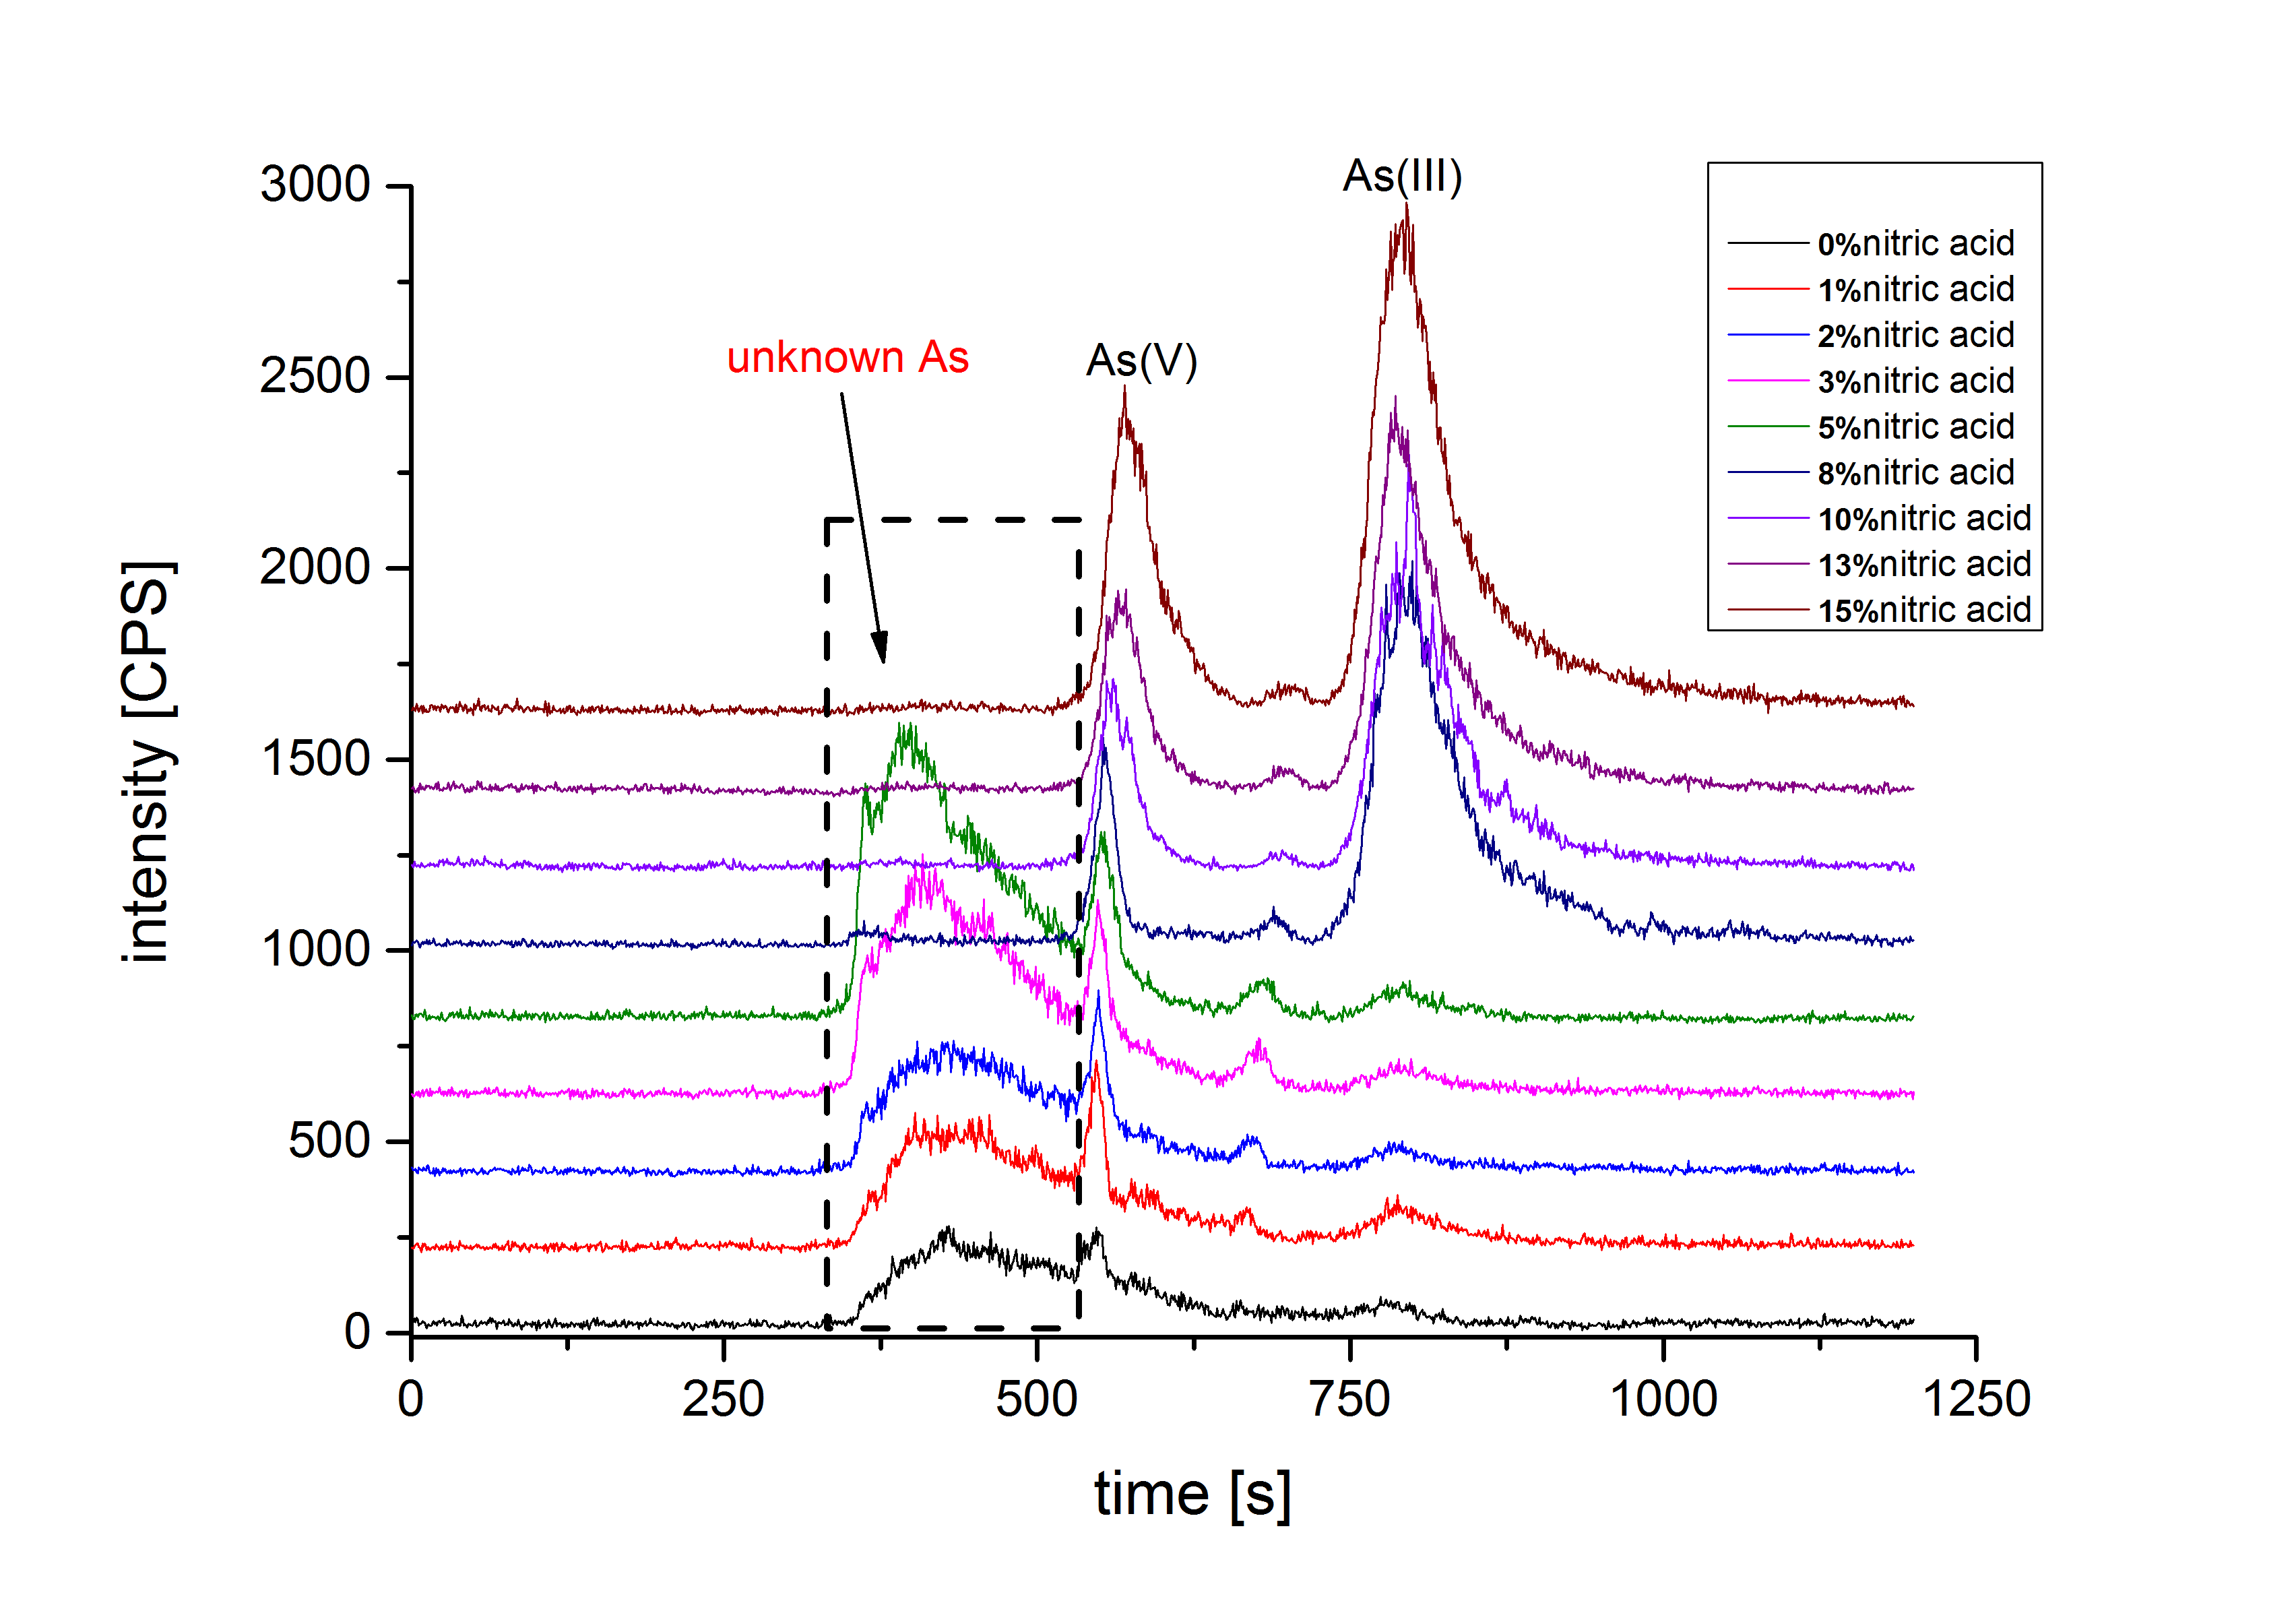 As(III)
As(V)
unknown As
0%nitric acid
1%nitric acid
2%nitric acid
3%nitric acid
5%nitric acid
8%nitric acid
10%nitric acid
13%nitric acid
15%nitric acid
intensity [CPS]
3000
2500
2000
1500
1000
500
0
0 250 500 750 1000 1250
time [s]